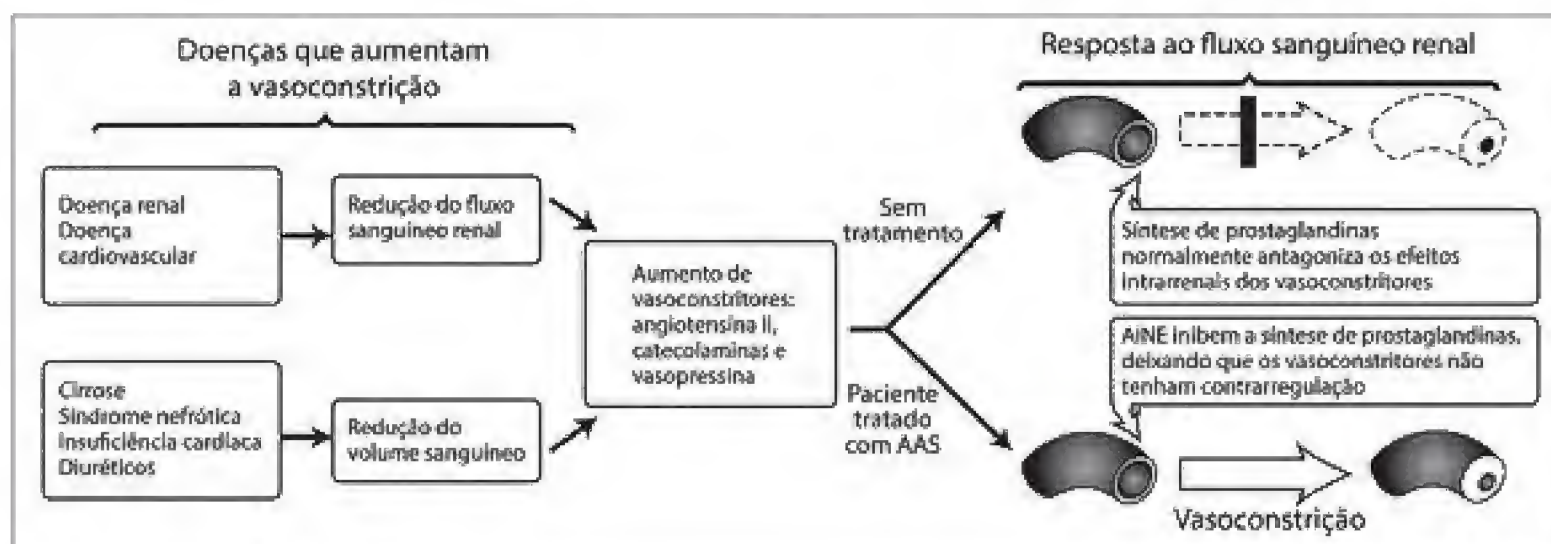 Doenças que aumentam
a vasoconstrição
Resposta ao fluxo sanguíneo renal
Doença renal
Doença
cardiovascular
Redução do fluxo
sanguíneo renal
Cirrose
Síndrome nefrótica
Insuficiência cardíaca
Diuréticos
Redução do
volume sanguíneo
Aumento de
vasoconstritores:
angiotensina II,
catecolaminas e
vasopressina
Sem
tratamento
Paciente
tratado
com AAS
Síntese de prostaglandinas
normalmente antagoniza os efeitos
intrarrenais dos vasoconstritores
AINE inibem a síntese de prostaglandinas,
deixando que os vasoconstritores não
tenham contrarregulação
Vasoconstrição